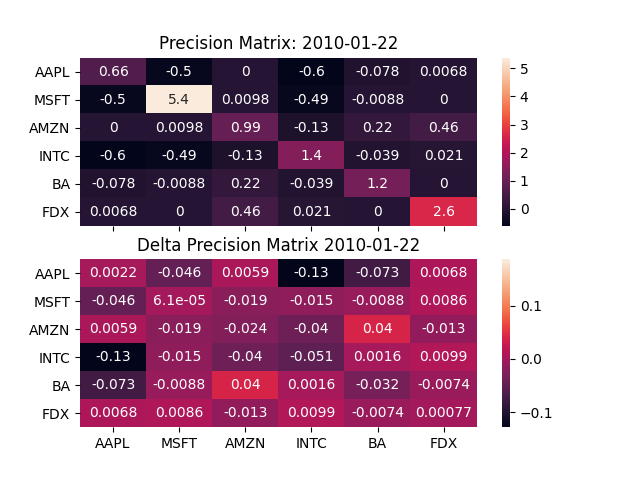 Precision Matrix: 2010-01-22
AAPL 0.66 -0.5 0 -0.6 -0.078 0.0068
MSFT -0.5 5.4 0.0098 -0.49 -0.0088 0
AMZN 0 0.0098 0.99 -0.13 0.22 0.46
INTC -0.6 -0.49 -0.13 1.4 -0.039 0.021
BA -0.078 -0.0088 0.22 -0.039 1.2 0
FDX 0.0068 0 0.46 0.021 0 2.6
5
4
3
2
1
0
Delta Precision Matrix 2010-01-22
AAPL 0.0022 -0.046 0.0059 -0.13 -0.073 0.0068
MSFT -0.046 6.1e-05 -0.019 -0.015 -0.0088 0.0086
AMZN 0.0059 -0.019 -0.024 -0.04 0.04 -0.013
INTC -0.13 -0.015 -0.04 -0.051 0.0016 0.0099
BA -0.073 -0.0088 0.04 0.0016 -0.032 -0.0074
FDX 0.0068 0.0086 -0.013 0.0099 -0.0074 0.00077
AAPL MSFT AMZN INTC BA FDX
0.1
0.0
−0.1